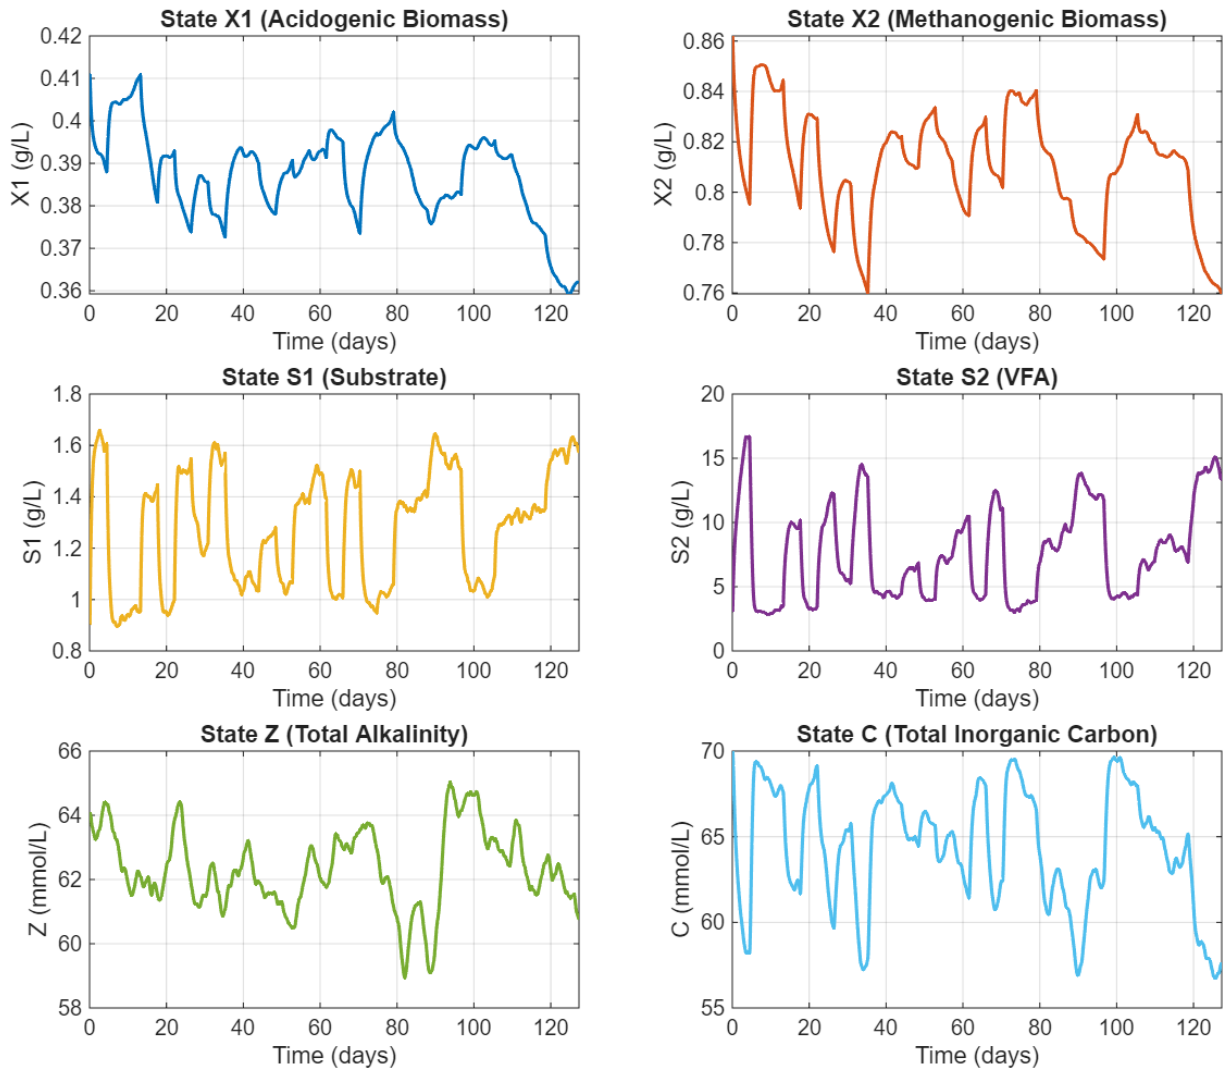 State X1 (Acidogenic Biomass)
0.42
0.41
0.4
0.39
0.38
0.37
0.36
X1 (g/L)
0 20 40 60 80 100 120
Time (days)
State X2 (Methanogenic Biomass)
0.86
0.84
0.82
0.8
0.78
0.76
X2 (g/L)
0 20 40 60 80 100 120
Time (days)
State S1 (Substrate)
1.8
1.6
1.4
1.2
1
0.8
S1 (g/L)
0 20 40 60 80 100 120
Time (days)
State S2 (VFA)
20
15
10
5
0
S2 (g/L)
0 20 40 60 80 100 120
Time (days)
State Z (Total Alkalinity)
66
64
62
60
58
Z (mmol/L)
0 20 40 60 80 100 120
Time (days)
State C (Total Inorganic Carbon)
70
65
60
55
C (mmol/L)
0 20 40 60 80 100 120
Time (days)